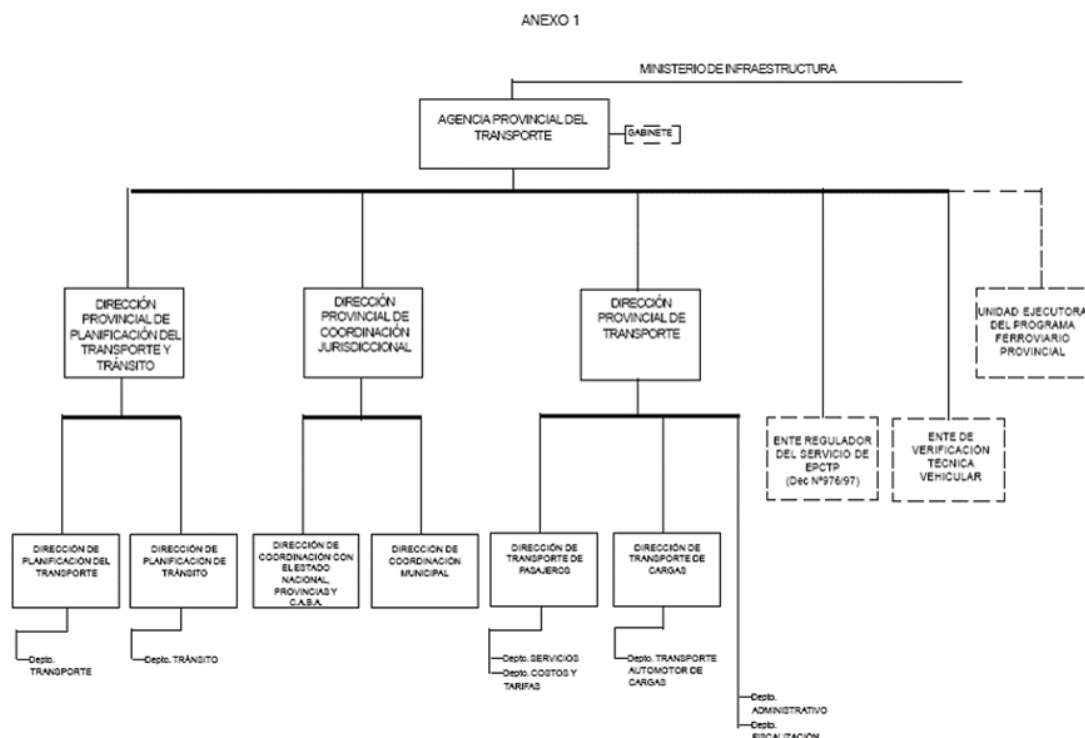 ANEXO 1
MINISTERIO DE INFRAESTRUCTURA
AGENCIA PROVINCIAL DEL
TRANSPORTE
GABINETE
DIRECCIÓN
PROVINCIAL DE
PLANIFICACIÓN DEL
TRANSPORTE Y
TRÁNSITO
DIRECCIÓN
PROVINCIAL DE
COORDINACIÓN
JURISDICCIONAL
DIRECCIÓN
PROVINCIAL DE
TRANSPORTE
UNIDAD EJECUTORA
DEL PROGRAMA
FERROVIARIO
PROVINCIAL
ENTE REGULADOR
DEL SERVICIO DE
EPCTP
(Dec Nº976/97)
ENTE DE
VERIFICACIÓN
TÉCNICA
VEHICULAR
DIRECCIÓN DE
PLANIFICACIÓN DEL
TRANSPORTE
DIRECCIÓN DE
PLANIFICACIÓN DE
TRÁNSITO
DIRECCIÓN DE
COORDINACIÓN CON
EL ESTADO
NACIONAL,
PROVINCIAS Y
C.A.B.A.
DIRECCIÓN DE
COORDINACIÓN
MUNICIPAL
DIRECCIÓN DE
TRANSPORTE DE
PASAJEROS
DIRECCIÓN DE
TRANSPORTE DE
CARGAS
Depto.
TRANSPORTE
Depto. TRÁNSITO
Depto. SERVICIOS
Depto. COSTOS Y
TARIFAS
Depto. TRANSPORTE
AUTOMOTOR DE
CARGAS
Depto.
ADMINISTRATIVO
Depto.
FISCALIZACIÓN